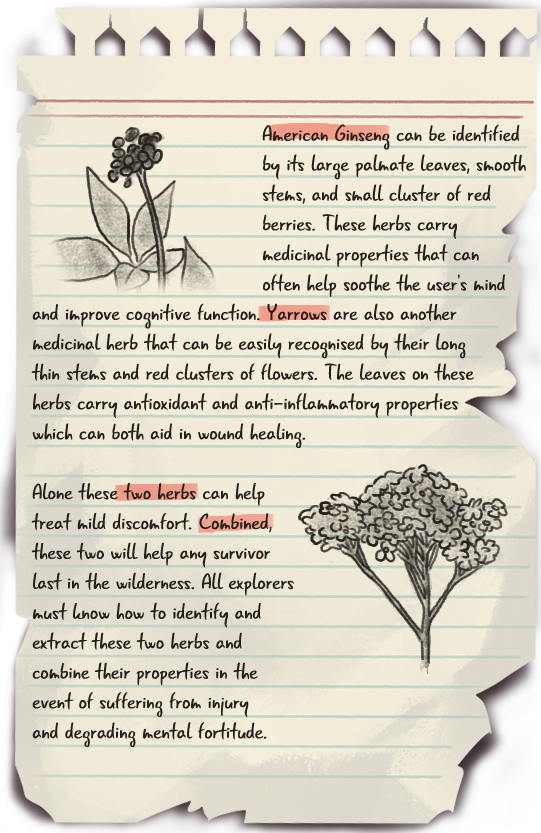 American Ginseng can be identified
by its large palmate leaves, smooth
stems, and small cluster of red
berries. These herbs carry
medicinal properties that can
often help soothe the user's mind
and improve cognitive function. Yarrows are also another
medicinal herb that can be easily recognised by their long
thin stems and red clusters of flowers. The leaves on these
herbs carry antioxidant and anti-inflammatory properties
which can both aid in wound healing.
Alone these two herbs can help
treat mild discomfort. Combined,
these two will help any survivor
last in the wilderness. All explorers
must know how to identify and
extract these two herbs and
combine their properties in the
event of suffering from injury
and degrading mental fortitude.